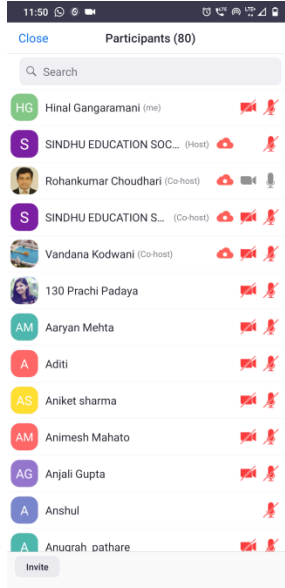 11:50
Close Participants (80)
Search
HG Hinal Gangaramani (me)
S SINDHU EDUCATION SOC... (Host)
Rohankumar Choudhari (Co-host)
S SINDHU EDUCATION S... (Co-host)
Vandana Kodwani (Co-host)
130 Prachi Padaya
AM Aaryan Mehta
A Aditi
AS Aniket sharma
AM Animesh Mahato
AG Anjali Gupta
A Anshul
A Anugrah pathare
Invite